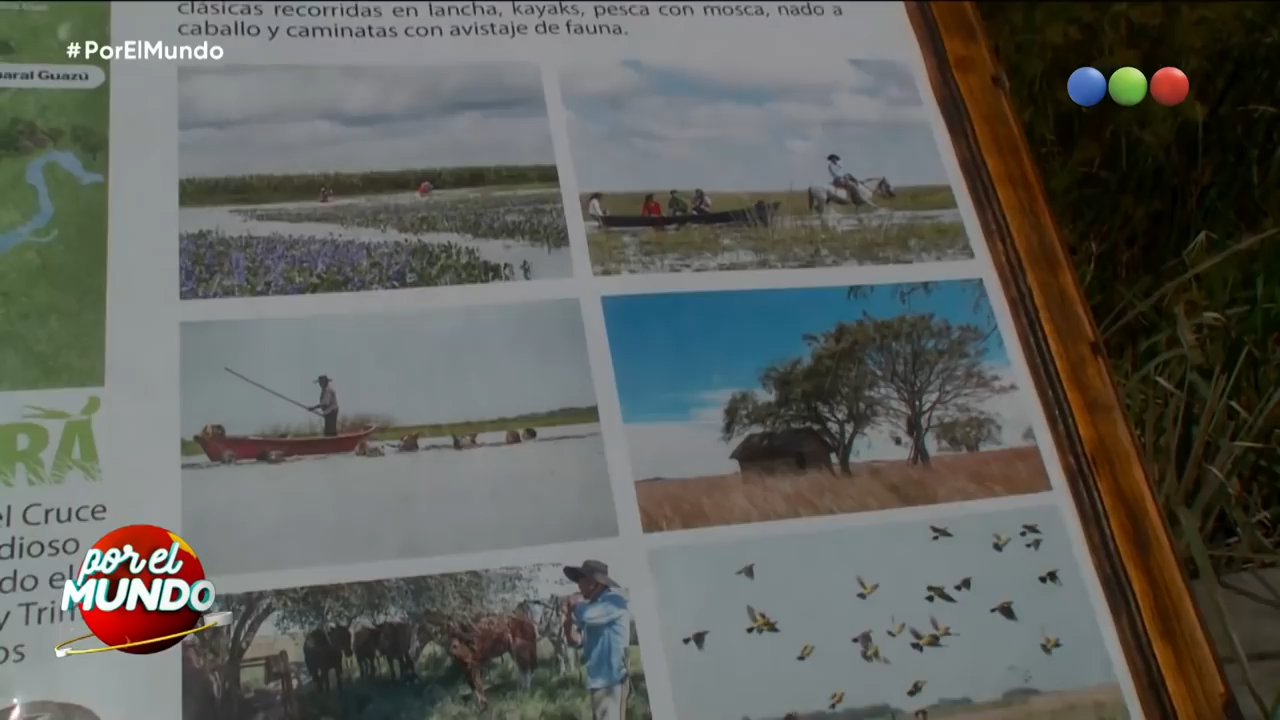 clásicas recorridas en lancha, kayaks, pesca con mosca, nado a
caballo y caminatas con avistaje de fauna.
#PorElMundo
Guazú
RÁ
el Cruce
dioso
do el
y Trin
os
por el
MUNDO